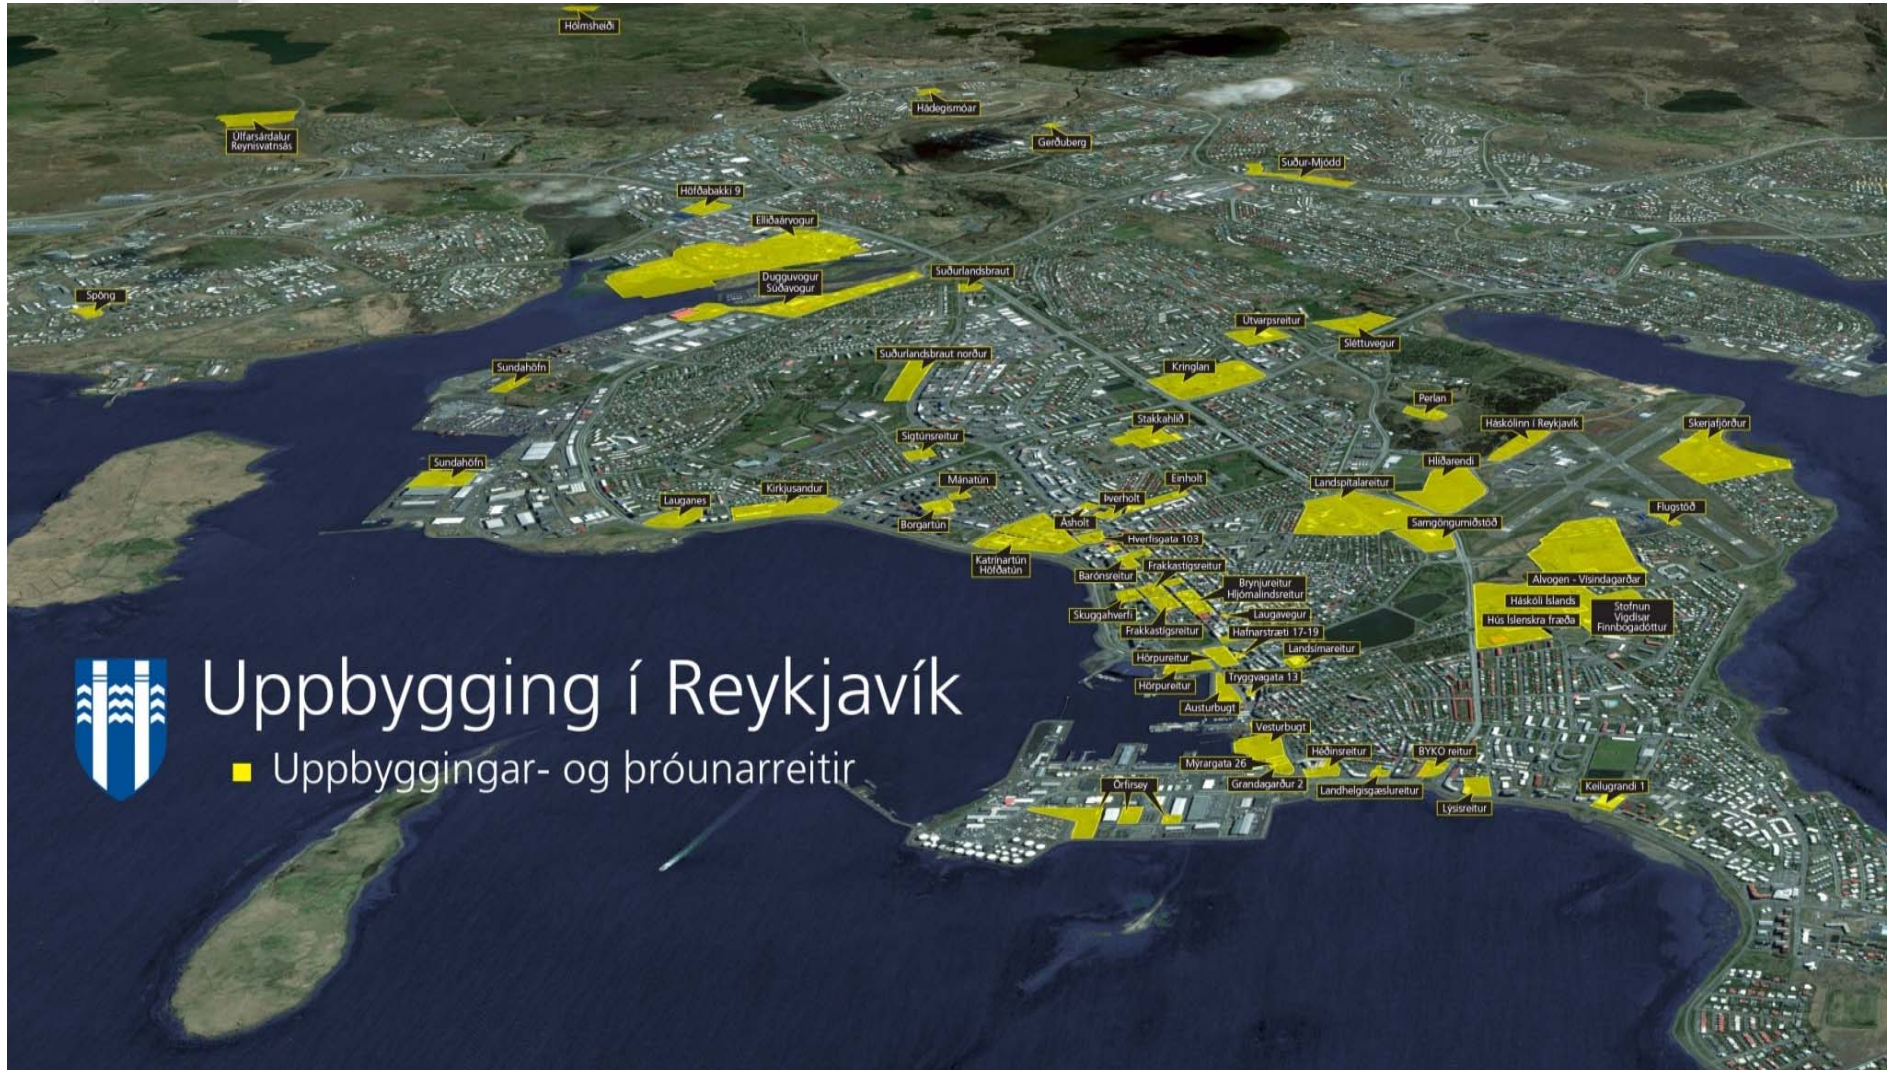 Hólmsheiði
Hádegismóar
Úlfarsárdalur
Reynisvatnsás
Gerðuberg
Suður-Mjódd
Höfðabakki 9
Elliðaárvogur
Dugguvogur
Súðavogur
Suðurlandsbraut
Spöng
Útvarpsreitur
Sléttuvegur
Suðurlandsbraut norður
Sundahöfn
Kringlan
Perlan
Stakkahlíð
Háskólinn í Reykjavík
Skerjafjörður
Sigtúnsreitur
Sundahöfn
Hlíðarendi
Mánatún
Einholt
Landspítalareitur
Kirkjusandur
Lauganes
Þverholt
Flugstöð
Borgartún
Ásholt
Samgöngumiðstöð
Hverfisgata 103
Katrínartún
Höfðatún
Frakkastígsreitur
Barónsreitur
Alvogen - Vísindagarðar
Brynjureitur
Hljómalindsreitur
Háskóli Íslands
Stofnun
Vigdísar
Finnbogadóttur
Skuggahverfi
Laugavegur
Hús íslenskra fræða
Frakkastígsreitur
Hafnarstræti 17-19
Landsímareitur
Hörpureitur
Tryggvagata 13
Hörpureitur
Austurbugt
Vesturbugt
Héðinsreitur
BYKO reitur
Mýrargata 26
Grandagarður 2
Landhelgisgæslureitur
Örfirsey
Keilugrandi 1
Lýsisreitur
Uppbygging í Reykjavík
Uppbyggingar- og þróunarreitir